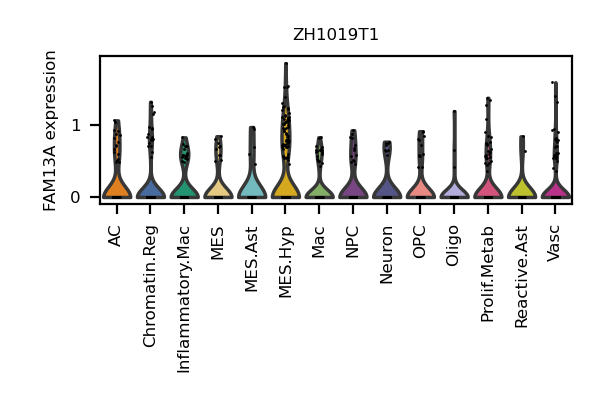 ZH1019T1
FAM13A expression
1
0
AC
Chromatin.Reg
Inflammatory.Mac
MES
MES.Ast
MES.Hyp
Mac
NPC
Neuron
OPC
Oligo
Prolif.Metab
Reactive.Ast
Vasc